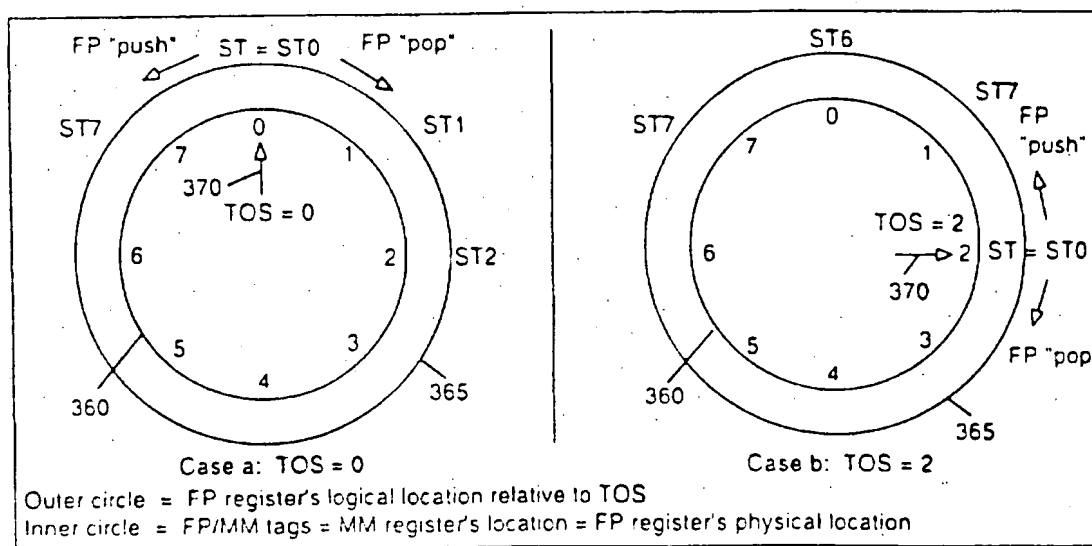 FP "push"
ST = ST0
FP "pop"
ST7
ST1
0
7
1
370
TOS = 0
6
2
ST2
5
3
4
360
365
Case a: TOS = 0
ST6
ST7
ST7
FP
"push"
0
7
1
TOS = 2
6
2
ST = ST0
370
5
3
FP "pop
4
360
365
Case b: TOS = 2
Outer circle = FP register's logical location relative to TOS
Inner circle = FP/MM tags = MM register's location = FP register's physical location